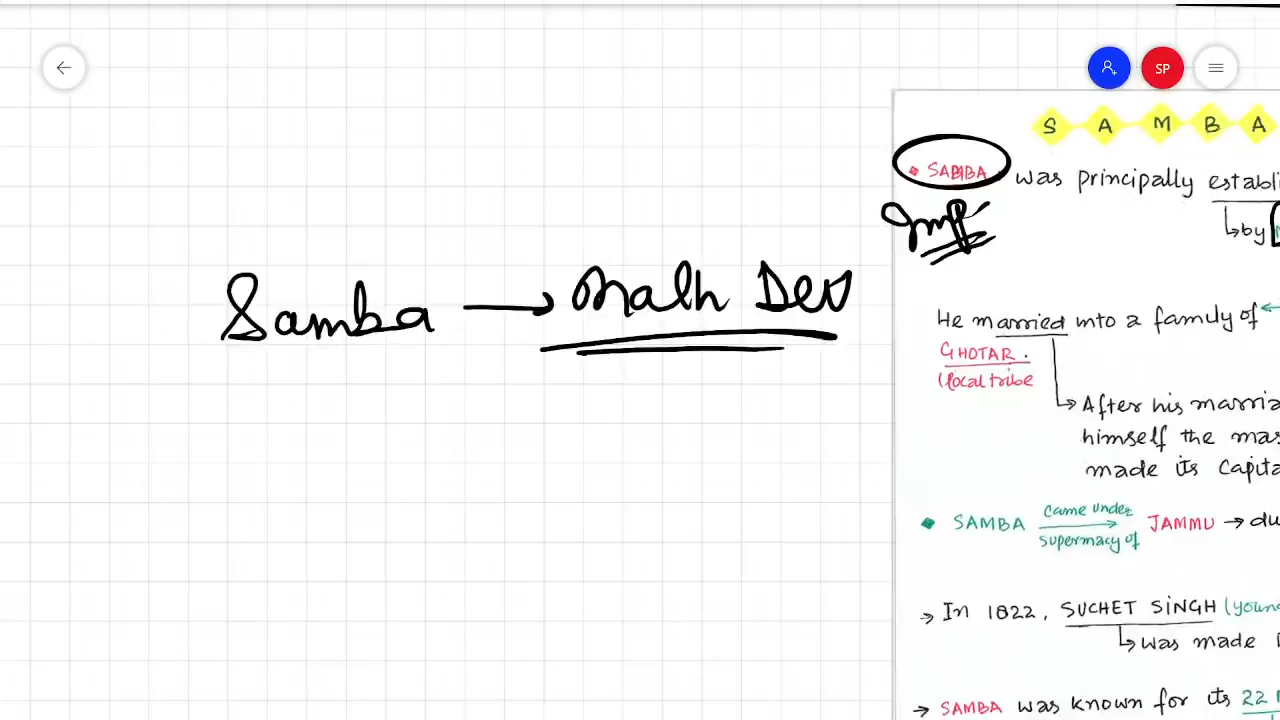 SP
S A M B A
SAMBA was principally establi
Imp
by
Samba → Malh Dev
He married into a family of
GHOTAR.
(local tribe
After his marria
himself the mas
made its Capita
SAMBA came under supermacy of JAMMU → du
→ In 1822, SUCHET SINGH (youn
was made i
→ SAMBA was known for its 22